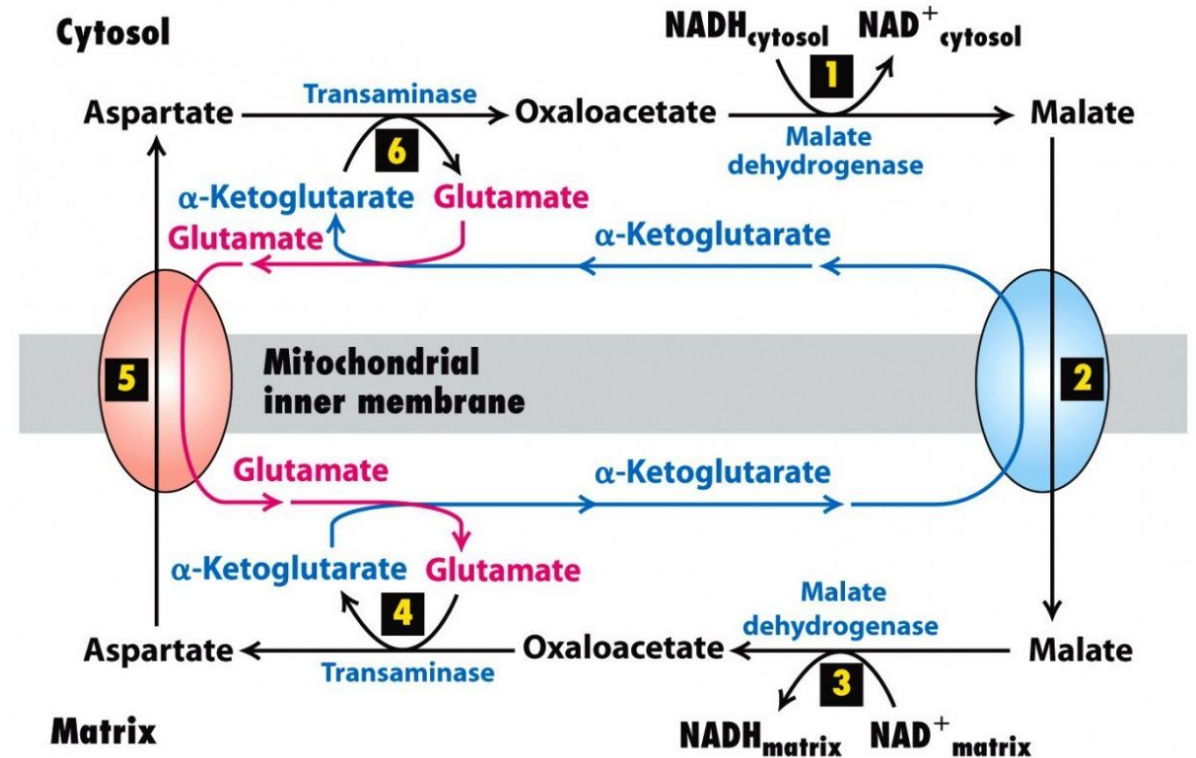 Cytosol
NADHcytosol NAD+cytosol
1
Transaminase
Aspartate
Oxaloacetate
Malate
6
Malate
dehydrogenase
α-Ketoglutarate Glutamate
Glutamate
α-Ketoglutarate
5
Mitochondrial
inner membrane
2
Glutamate
α-Ketoglutarate
α-Ketoglutarate Glutamate
4
Malate
dehydrogenase
Aspartate
Oxaloacetate
Malate
Transaminase
3
Matrix
NADHmatrix NAD+matrix